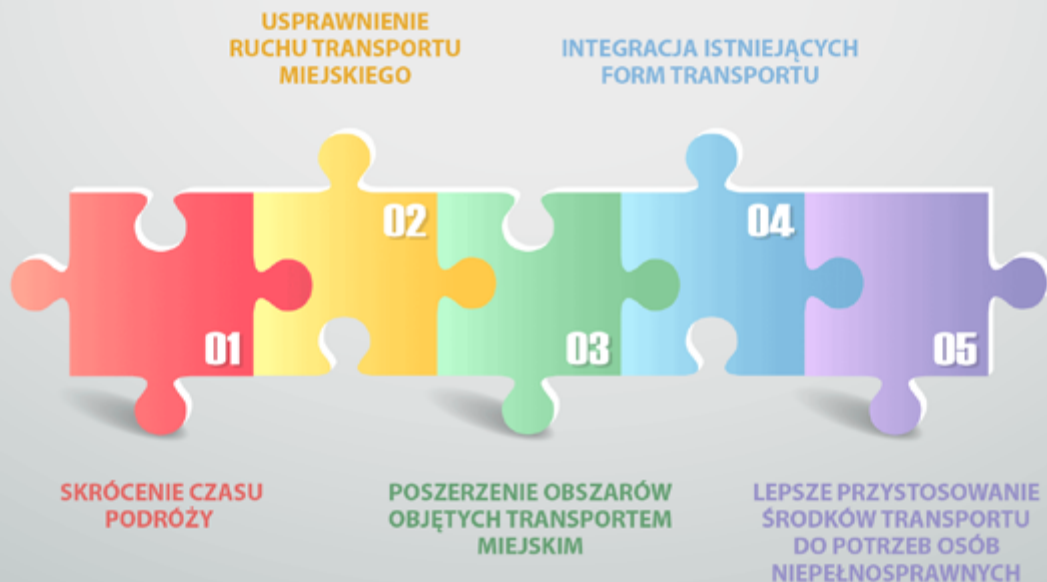 USPRAWNIENIE
RUCHU TRANSPORTU
MIEJSKIEGO
INTEGRACJA ISTNIEJĄCYCH
FORM TRANSPORTU
01
02
03
04
05
SKRÓCENIE CZASU
PODRÓŻY
POSZERZENIE OBSZARÓW
OBJĘTYCH TRANSPORTEM
MIEJSKIM
LEPSZE PRZYSTOSOWANIE
ŚRODKÓW TRANSPORTU
DO POTRZEB OSÓB
NIEPEŁNOSPRAWNYCH